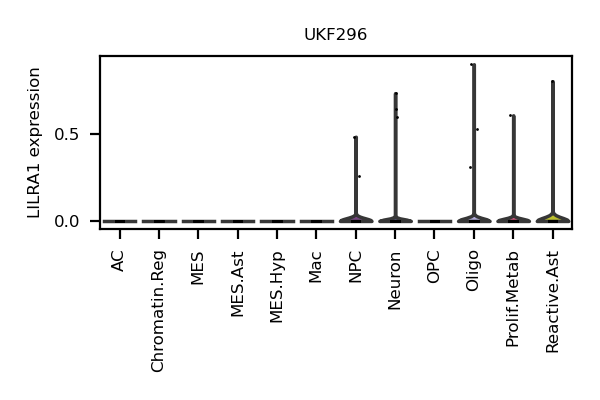 UKF296
LILRA1 expression
0.5
0.0
AC
Chromatin.Reg
MES
MES.Ast
MES.Hyp
Mac
NPC
Neuron
OPC
Oligo
Prolif.Metab
Reactive.Ast